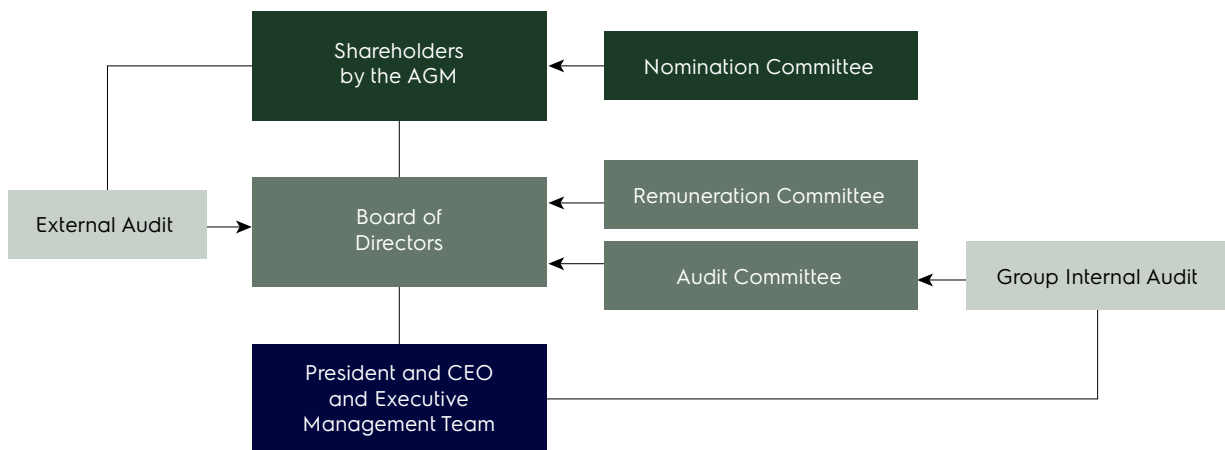 Shareholders
by the AGM
Nomination Committee
External Audit
Board of
Directors
Remuneration Committee
Audit Committee
Group Internal Audit
President and CEO
and Executive
Management Team